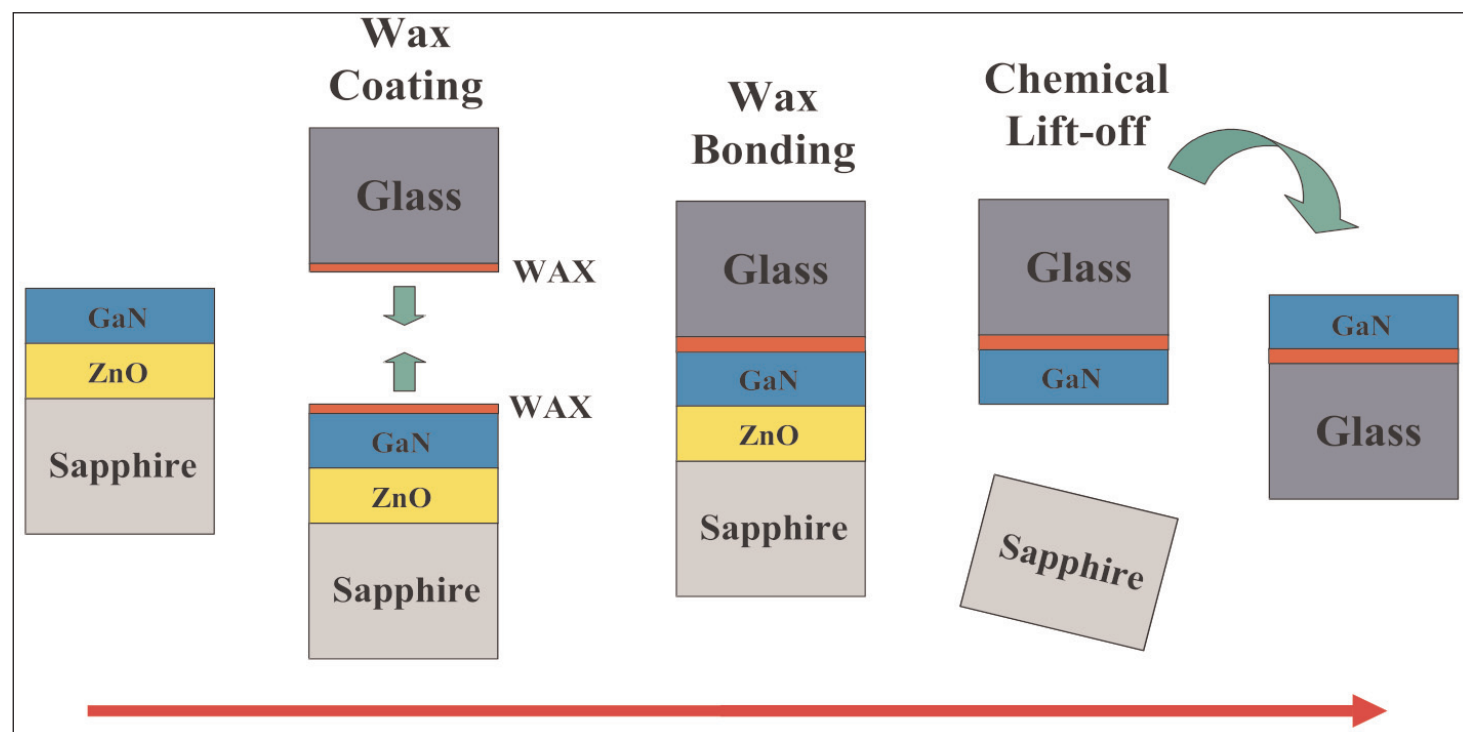 GaN
ZnO
Sapphire
Wax
Coating
Glass
WAX
WAX
GaN
ZnO
Sapphire
Wax
Bonding
Glass
GaN
ZnO
Sapphire
Chemical
Lift-off
Glass
GaN
Sapphire
GaN
Glass